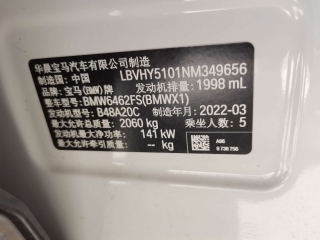 华晨宝马汽车有限公司制造
制造国: 中国 LBVHY5101NM349656
品牌: 宝马(BMW)牌 发动机排量: 1998 mL
整车型号: BMW6462FS(BMWX1)
发动机型号: B48A20C 制造年月: 2022-03
最大允许总质量: 2060 kg 乘坐人数: 5
发动机最大净功率: 141 kW
最大允许牵引质量: -- kg
A96